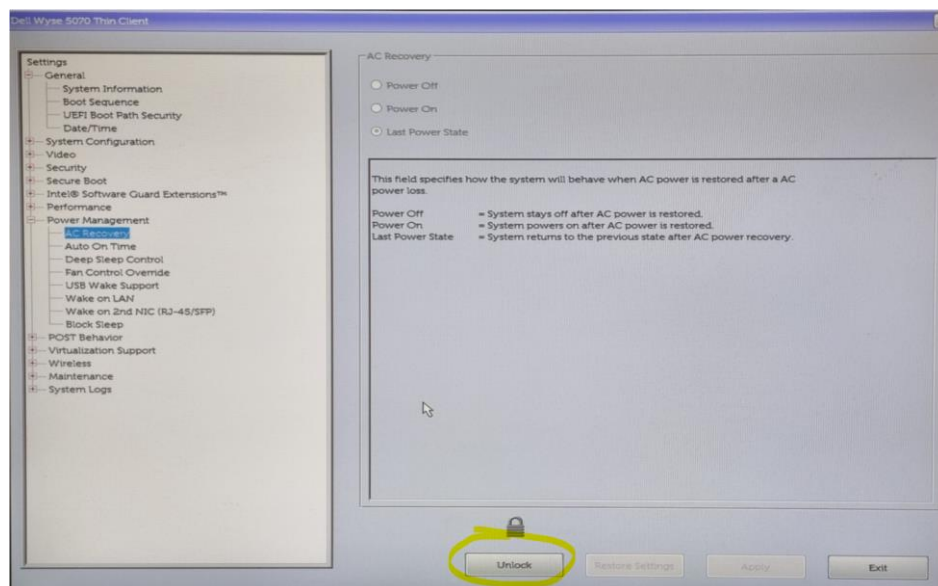 Dell Wyse 5070 Thin Client
Settings
General
System Information
Boot Sequence
UEFI Boot Path Security
Date/Time
System Configuration
Video
Security
Secure Boot
Intel® Software Guard Extensions™
Performance
Power Management
AC Recovery
Auto On Time
Deep Sleep Control
Fan Control Override
USB Wake Support
Wake on LAN
Wake on 2nd NIC (RJ-45/SFP)
Block Sleep
POST Behavior
Virtualization Support
Wireless
Maintenance
System Logs
AC Recovery
Power Off
Power On
Last Power State
This field specifies how the system will behave when AC power is restored after a AC
power loss.
Power Off = System stays off after AC power is restored.
Power On = System powers on after AC power is restored.
Last Power State = System returns to the previous state after AC power recovery.
Unlock
Restore Settings
Apply
Exit